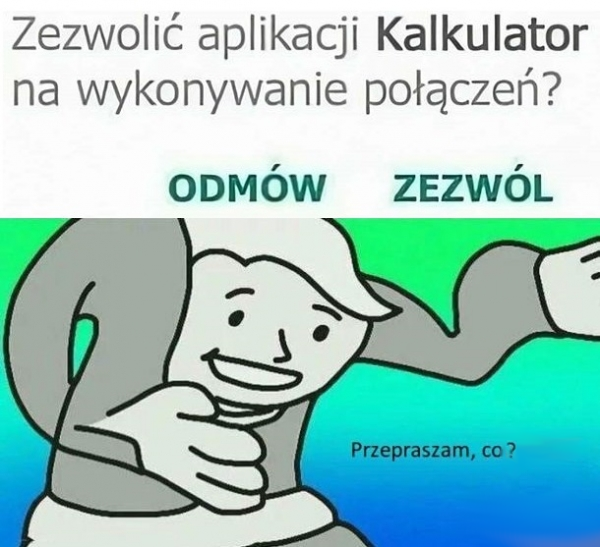 Zezwolić aplikacji Kalkulator
na wykonywanie połączeń?
ODMÓW ZEZWÓL
Przepraszam, co?